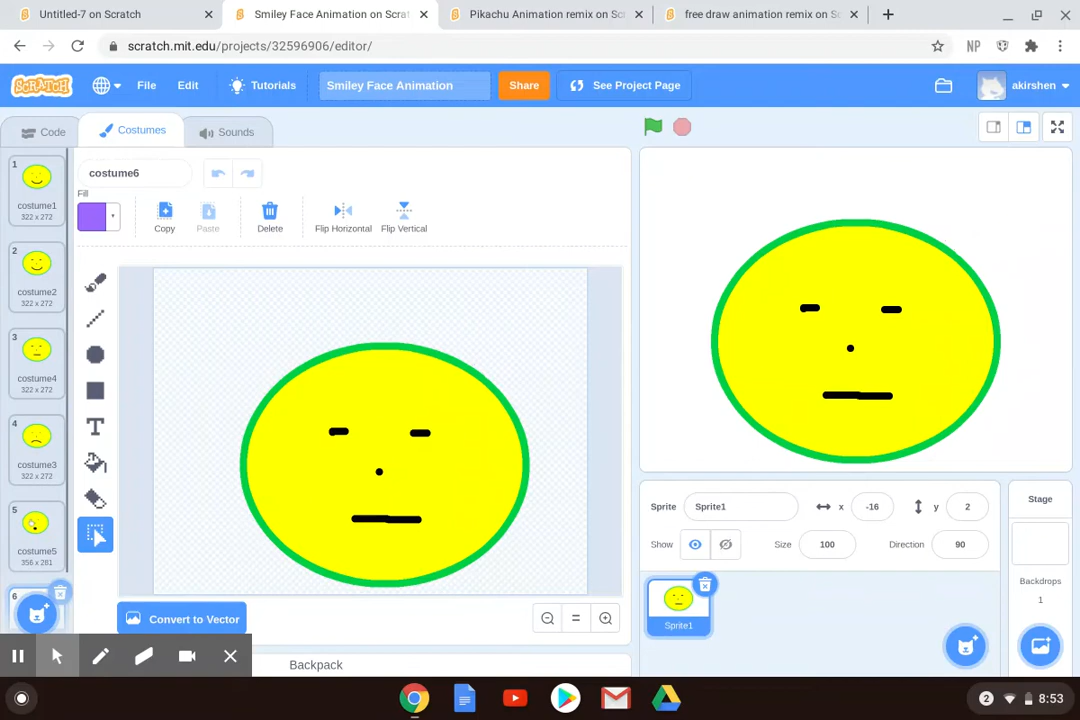 Untitled-7 on Scratch
Smiley Face Animation on Scrat
Pikachu Animation remix on Sc
free draw animation remix on S
scratch.mit.edu/projects/32596906/editor/
NP
SCRATCH
File
Edit
Tutorials
Smiley Face Animation
Share
See Project Page
akirshen
Code
Costumes
Sounds
1
costume1
322 x 272
2
costume2
322 x 272
3
costume4
322 x 272
4
costume3
322 x 272
5
costume5
356 x 281
6
costume6
Fill
Copy
Paste
Delete
Flip Horizontal
Flip Vertical
T
Convert to Vector
Backpack
Sprite
Sprite1
x
-16
y
2
Show
Size
100
Direction
90
Sprite1
Stage
Backdrops
1
2
8:53